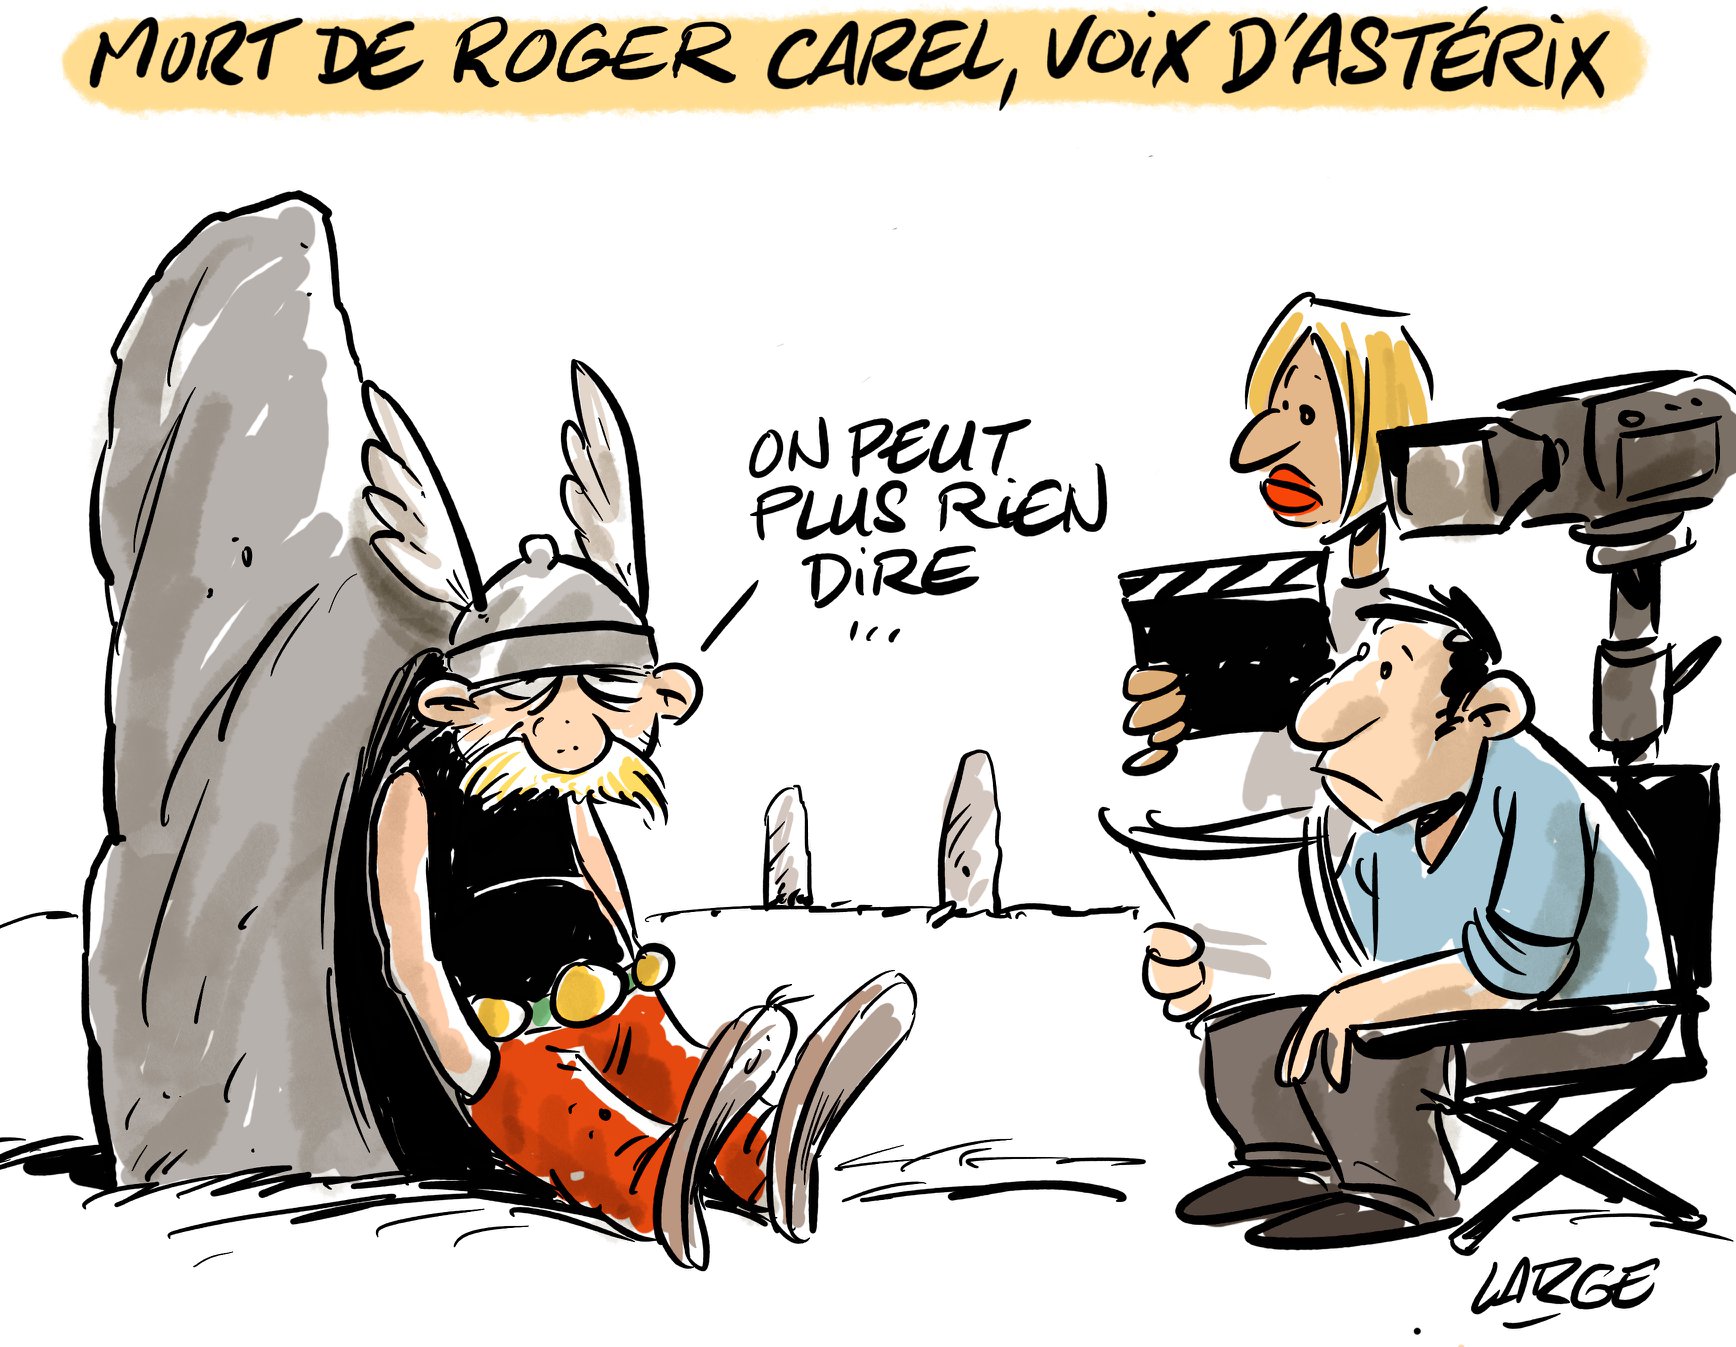 MORT DE ROGER CAREL, VOIX D'ASTÉRIX
ON PEUT
PLUS RIEN
DIRE
...
LARGE